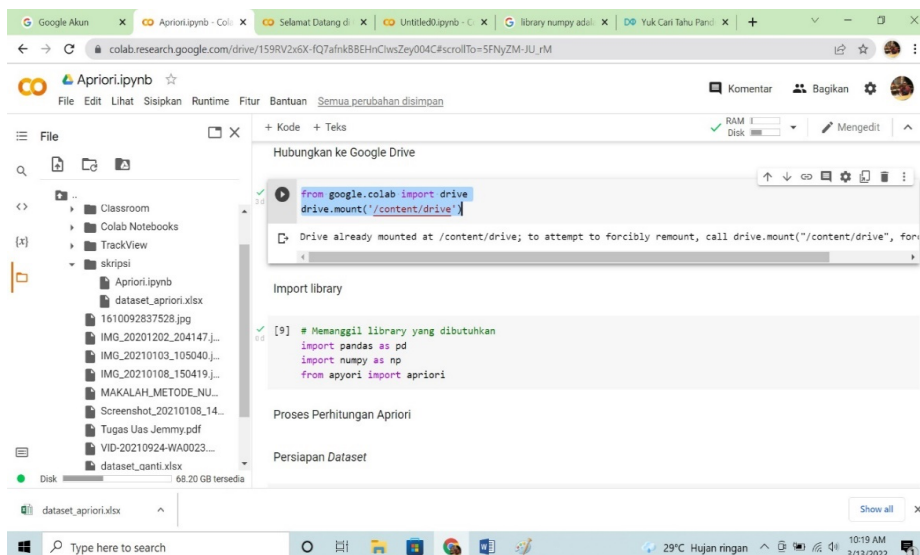 Google Akun
Apriori.ipynb - Cola
Selamat Datang di
Untitled0.ipynb - C
library numpy adal
Yuk Cari Tahu Pand
colab.research.google.com/drive/159RV2x6X-fQ7afnkBBEHnClwsZey004C#scrollTo=5FNyZM-JU_rM
Apriori.ipynb
File Edit Lihat Sisipkan Runtime Fitur Bantuan Semua perubahan disimpan
Komentar Bagikan
File
+ Kode + Teks
RAM
Disk
Mengedit
..
Classroom
Colab Notebooks
TrackView
skripsi
Apriori.ipynb
dataset_apriori.xlsx
1610092837528.jpg
IMG_20201202_204147.j...
IMG_20210103_105040.j...
IMG_20210108_150419.j...
MAKALAH_METODE_NU...
Screenshot_20210108_14...
Tugas Uas Jemmy.pdf
VID-20210924-WA0023....
dataset_ganti.xlsx
Disk 68.20 GB tersedia
Hubungkan ke Google Drive
from google.colab import drive
drive.mount('/content/drive')
Drive already mounted at /content/drive; to attempt to forcibly remount, call drive.mount("/content/drive", for
Import library
[9] # Memanggil library yang dibutuhkan
import pandas as pd
import numpy as np
from apyori import apriori
Proses Perhitungan Apriori
Persiapan Dataset
dataset_apriori.xlsx
Show all
Type here to search
29°C Hujan ringan
10:19 AM